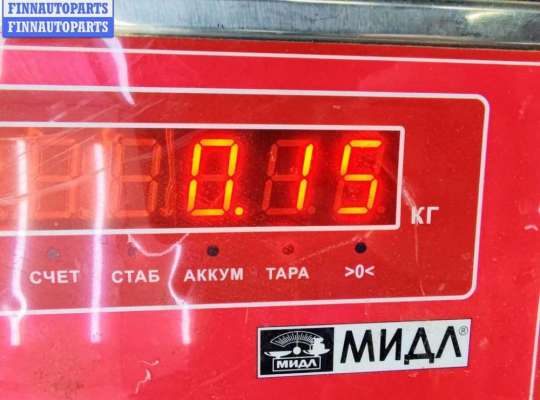 FINNAUTOPARTS
FINNAUTOPARTS
0.15
КГ
СЧЕТ СТАБ АККУМ ТАРА >0<
МИДЛ МИДЛ®